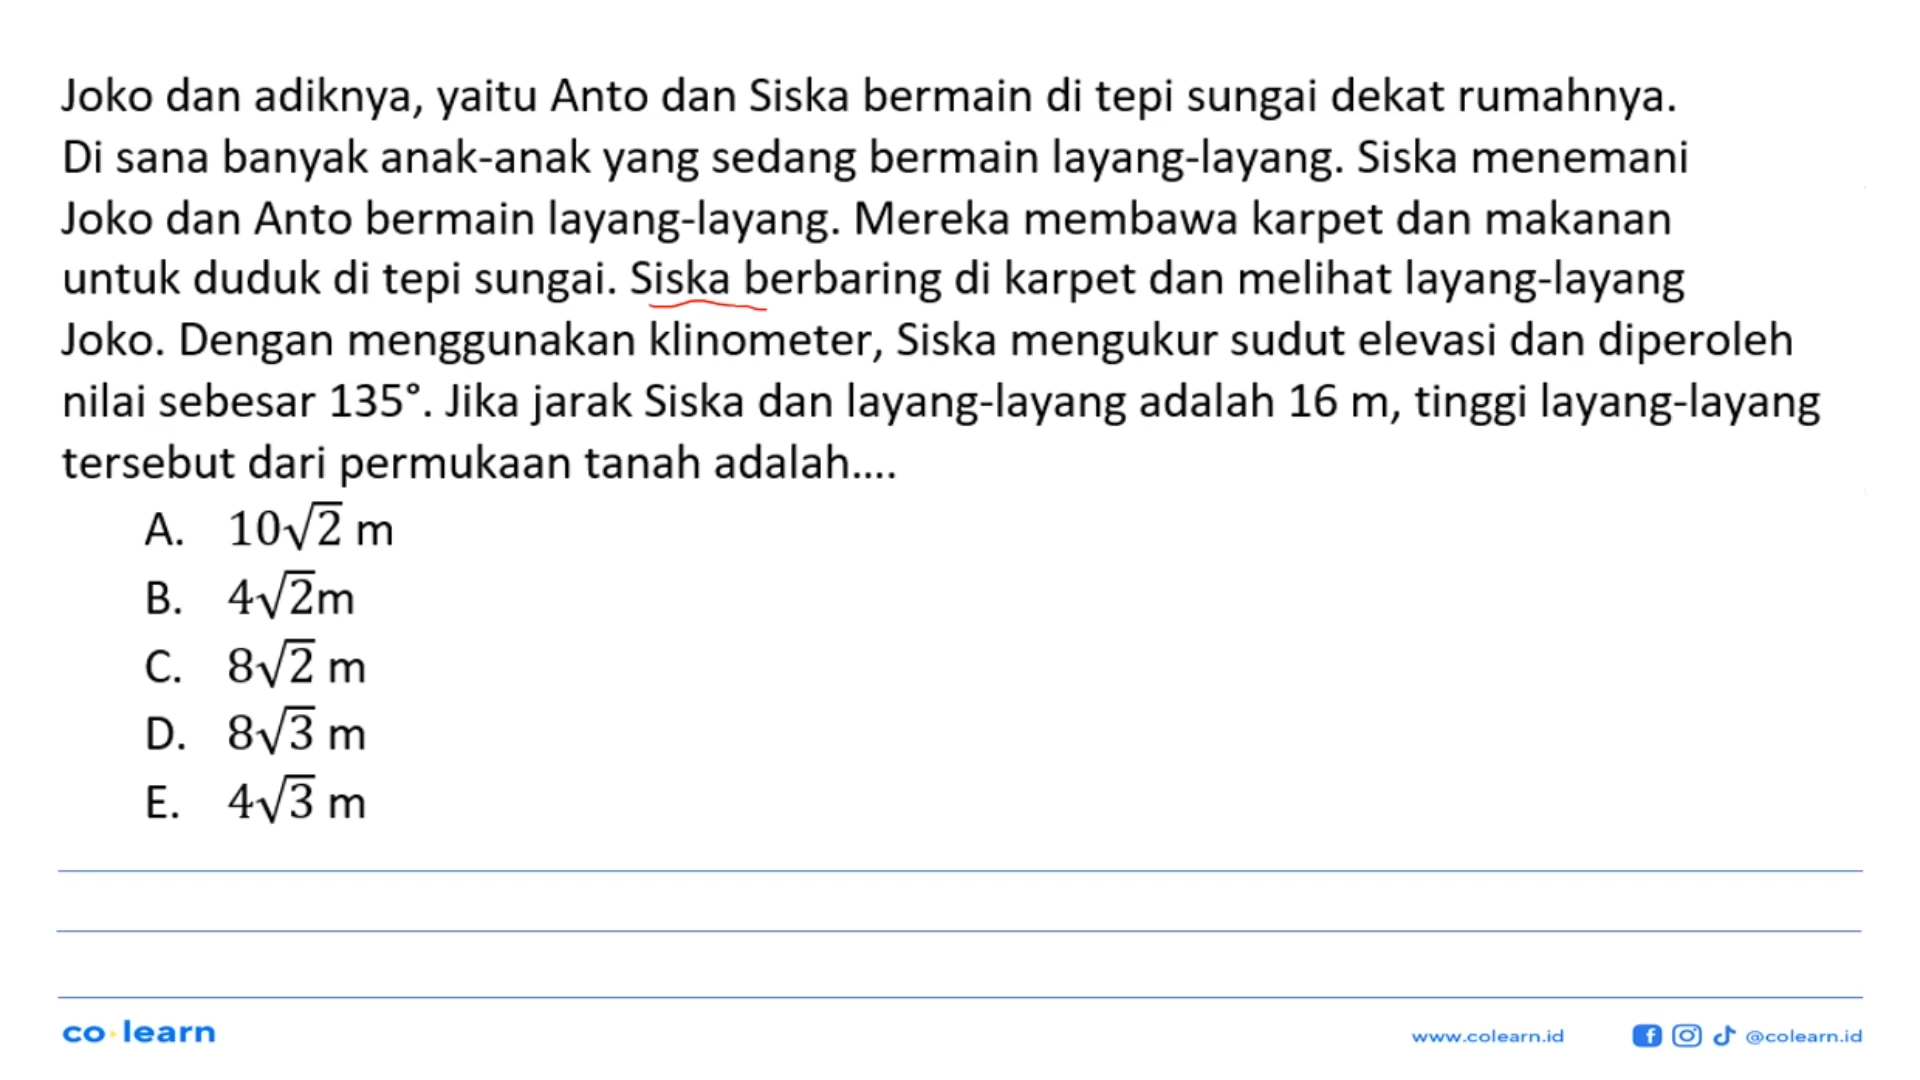 Joko dan adiknya, yaitu Anto dan Siska bermain di tepi sungai dekat rumahnya.
Di sana banyak anak-anak yang sedang bermain layang-layang. Siska menemani
Joko dan Anto bermain layang-layang. Mereka membawa karpet dan makanan
untuk duduk di tepi sungai. Siska berbaring di karpet dan melihat layang-layang
Joko. Dengan menggunakan klinometer, Siska mengukur sudut elevasi dan diperoleh
nilai sebesar 135°. Jika jarak Siska dan layang-layang adalah 16 m, tinggi layang-layang
tersebut dari permukaan tanah adalah....
A. 10√2 m
B. 4√2m
C. 8√2 m
D. 8√3 m
E. 4√3 m
co learn
www.colearn.id @colearn.id